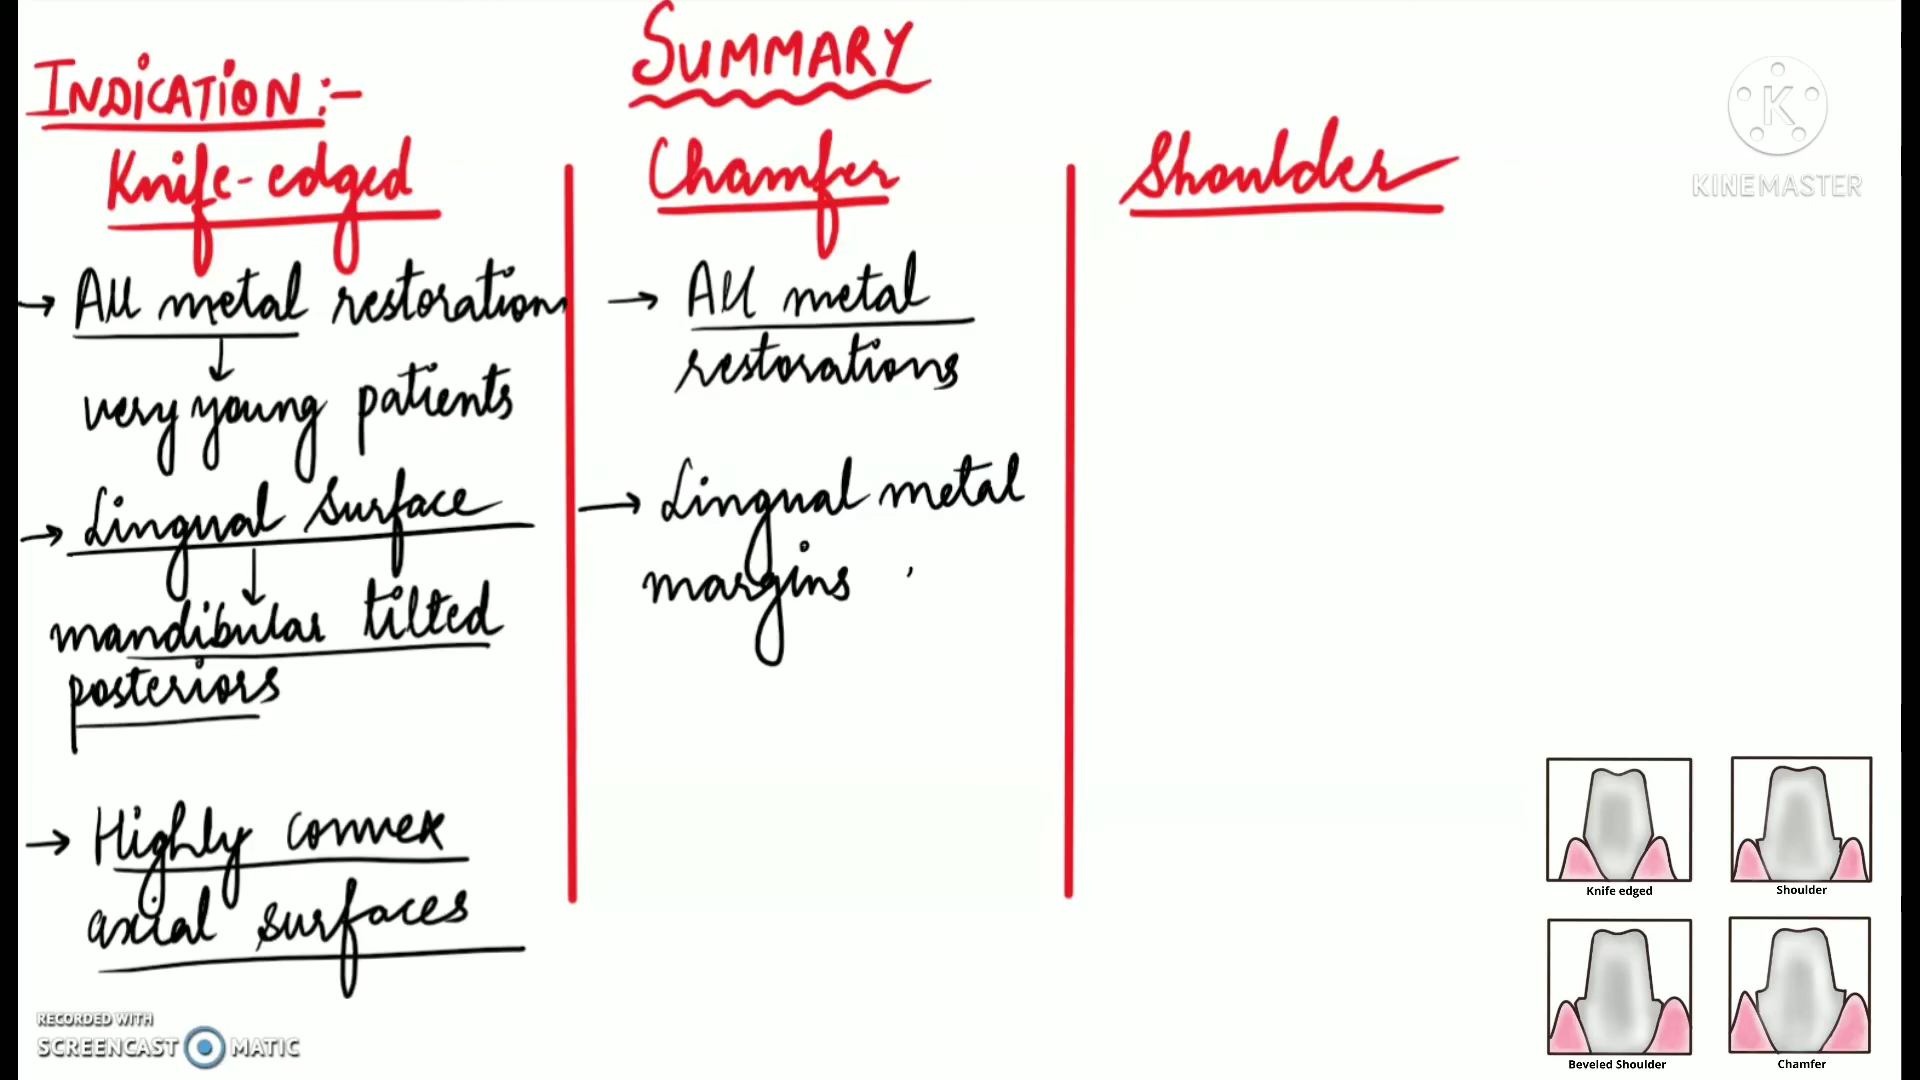 SUMMARY
INDICATION :-
Knife-edged
→ All metal restorations
↓
very young patients
→ Lingual Surface
↓
mandibular tilted
posteriors
→ Highly convex
axial surfaces
Chamfer
→ All metal
restorations
→ Lingual metal
margins
Shoulder
K
KINEMASTER
Knife edged
Shoulder
Beveled Shoulder
Chamfer
RECORDED WITH
SCREENCAST MATIC